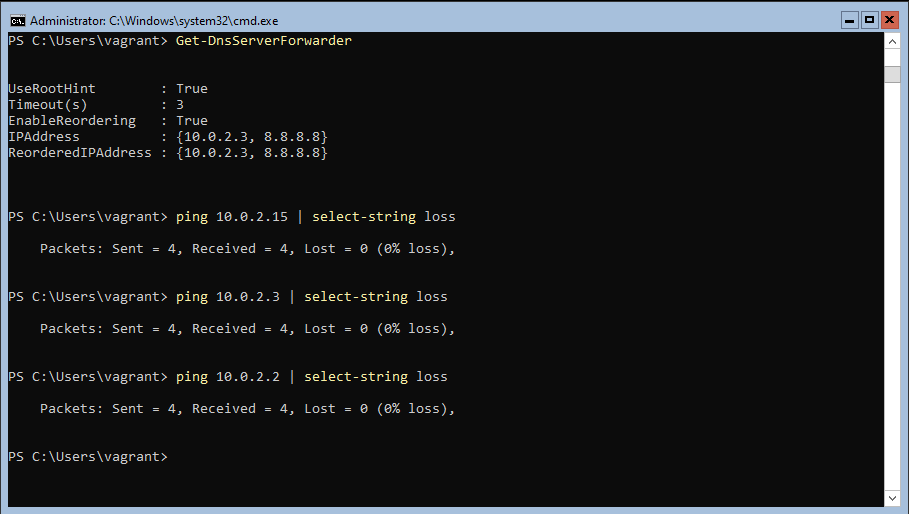 Administrator: C:\Windows\system32\cmd.exe
PS C:\Users\vagrant> Get-DnsServerForwarder
UseRootHint        : True
Timeout(s)         : 3
EnableReordering   : True
IPAddress          : {10.0.2.3, 8.8.8.8}
ReorderedIPAddress : {10.0.2.3, 8.8.8.8}
PS C:\Users\vagrant> ping 10.0.2.15 | select-string loss
    Packets: Sent = 4, Received = 4, Lost = 0 (0% loss),
PS C:\Users\vagrant> ping 10.0.2.3 | select-string loss
    Packets: Sent = 4, Received = 4, Lost = 0 (0% loss),
PS C:\Users\vagrant> ping 10.0.2.2 | select-string loss
    Packets: Sent = 4, Received = 4, Lost = 0 (0% loss),
PS C:\Users\vagrant>